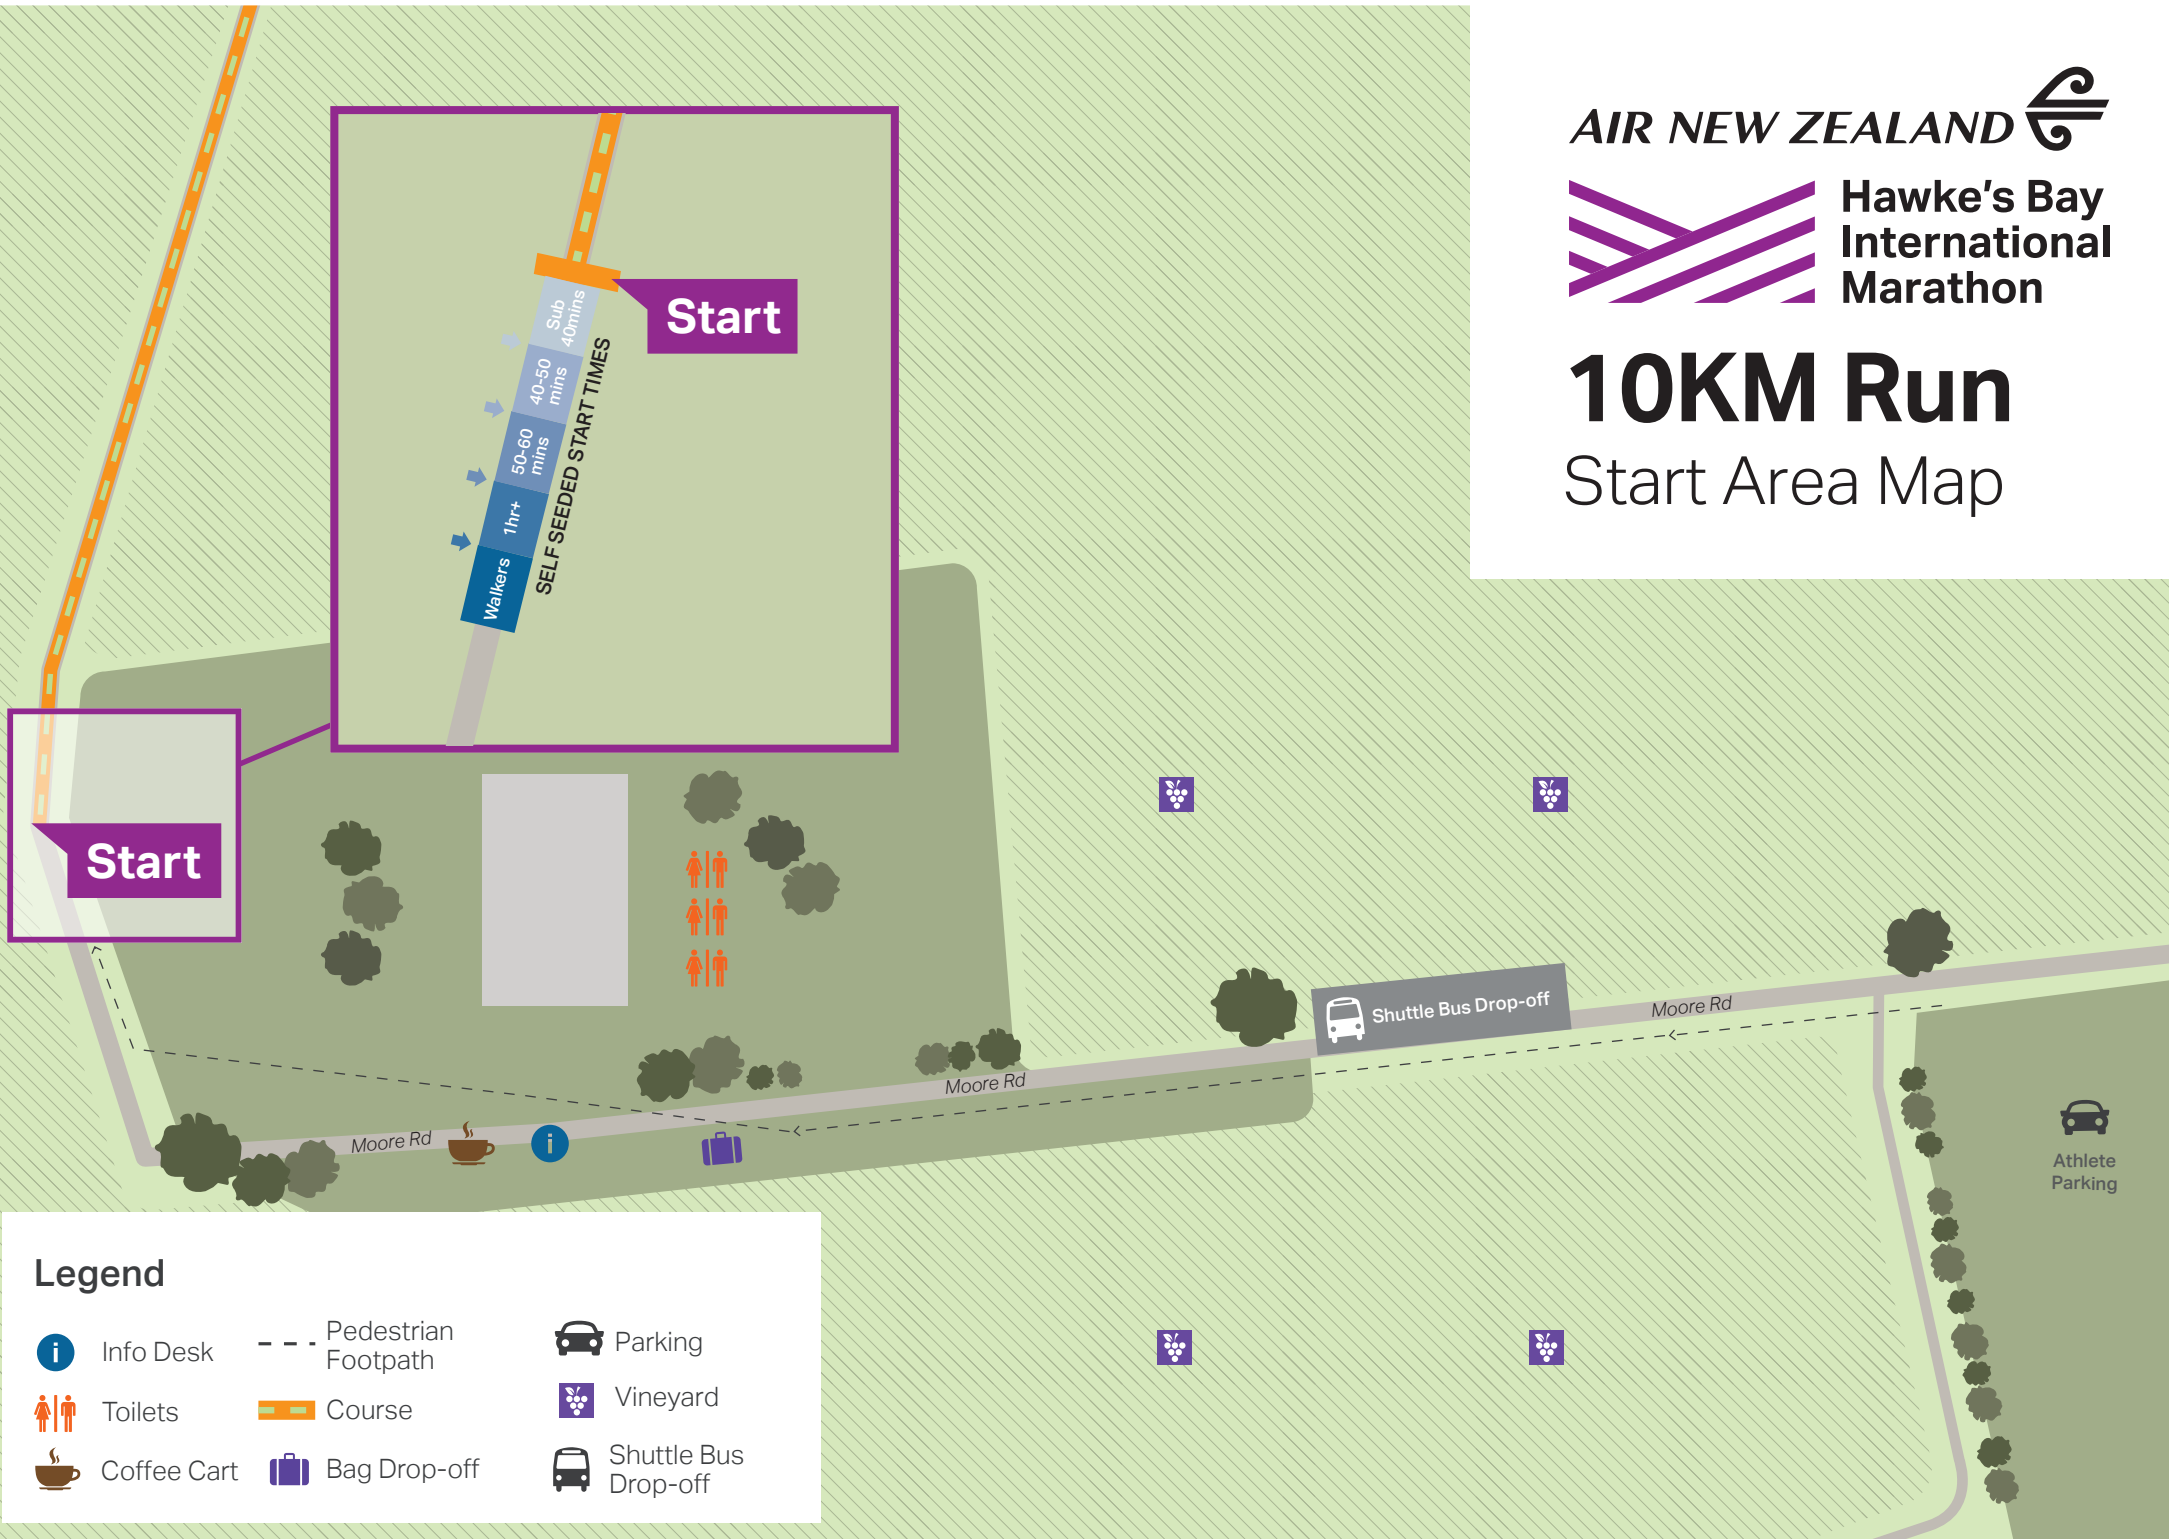 AIR NEW ZEALAND
Hawke's Bay
International
Marathon
10KM Run
Start Area Map
Start
Sub
40mins
40-50
mins
50-60
mins
1hr+
Walkers
SELF SEEDED START TIMES
Start
Shuttle Bus Drop-off
Moore Rd
Moore Rd
Moore Rd
i
Athlete
Parking
Legend
i
Info Desk
Toilets
Coffee Cart
Pedestrian
Footpath
Course
Bag Drop-off
Parking
Vineyard
Shuttle Bus
Drop-off